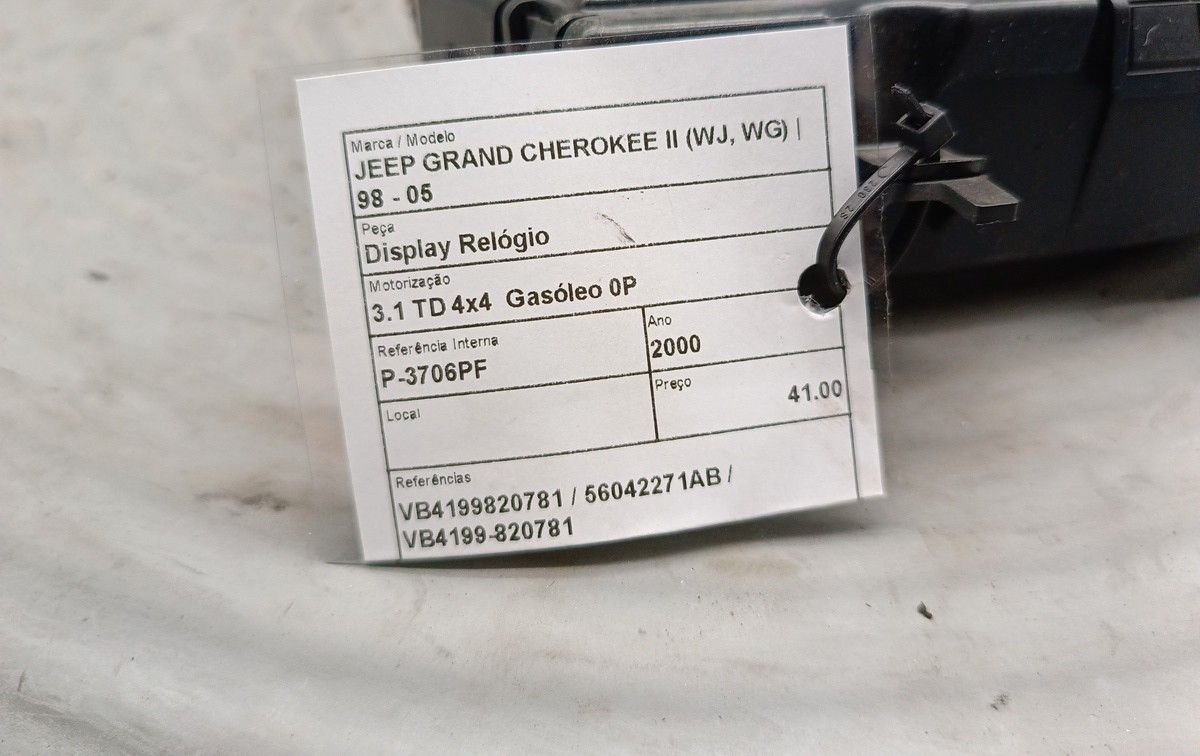 Marca / Modelo
JEEP GRAND CHEROKEE II (WJ, WG) |
98 - 05
Peça
Display Relógio
Motorização
3.1 TD 4x4 Gasóleo 0P
Referência Interna
P-3706PF
Ano
2000
Local
Preço
41.00
Referências
VB4199820781 / 56042271AB /
VB4199-820781